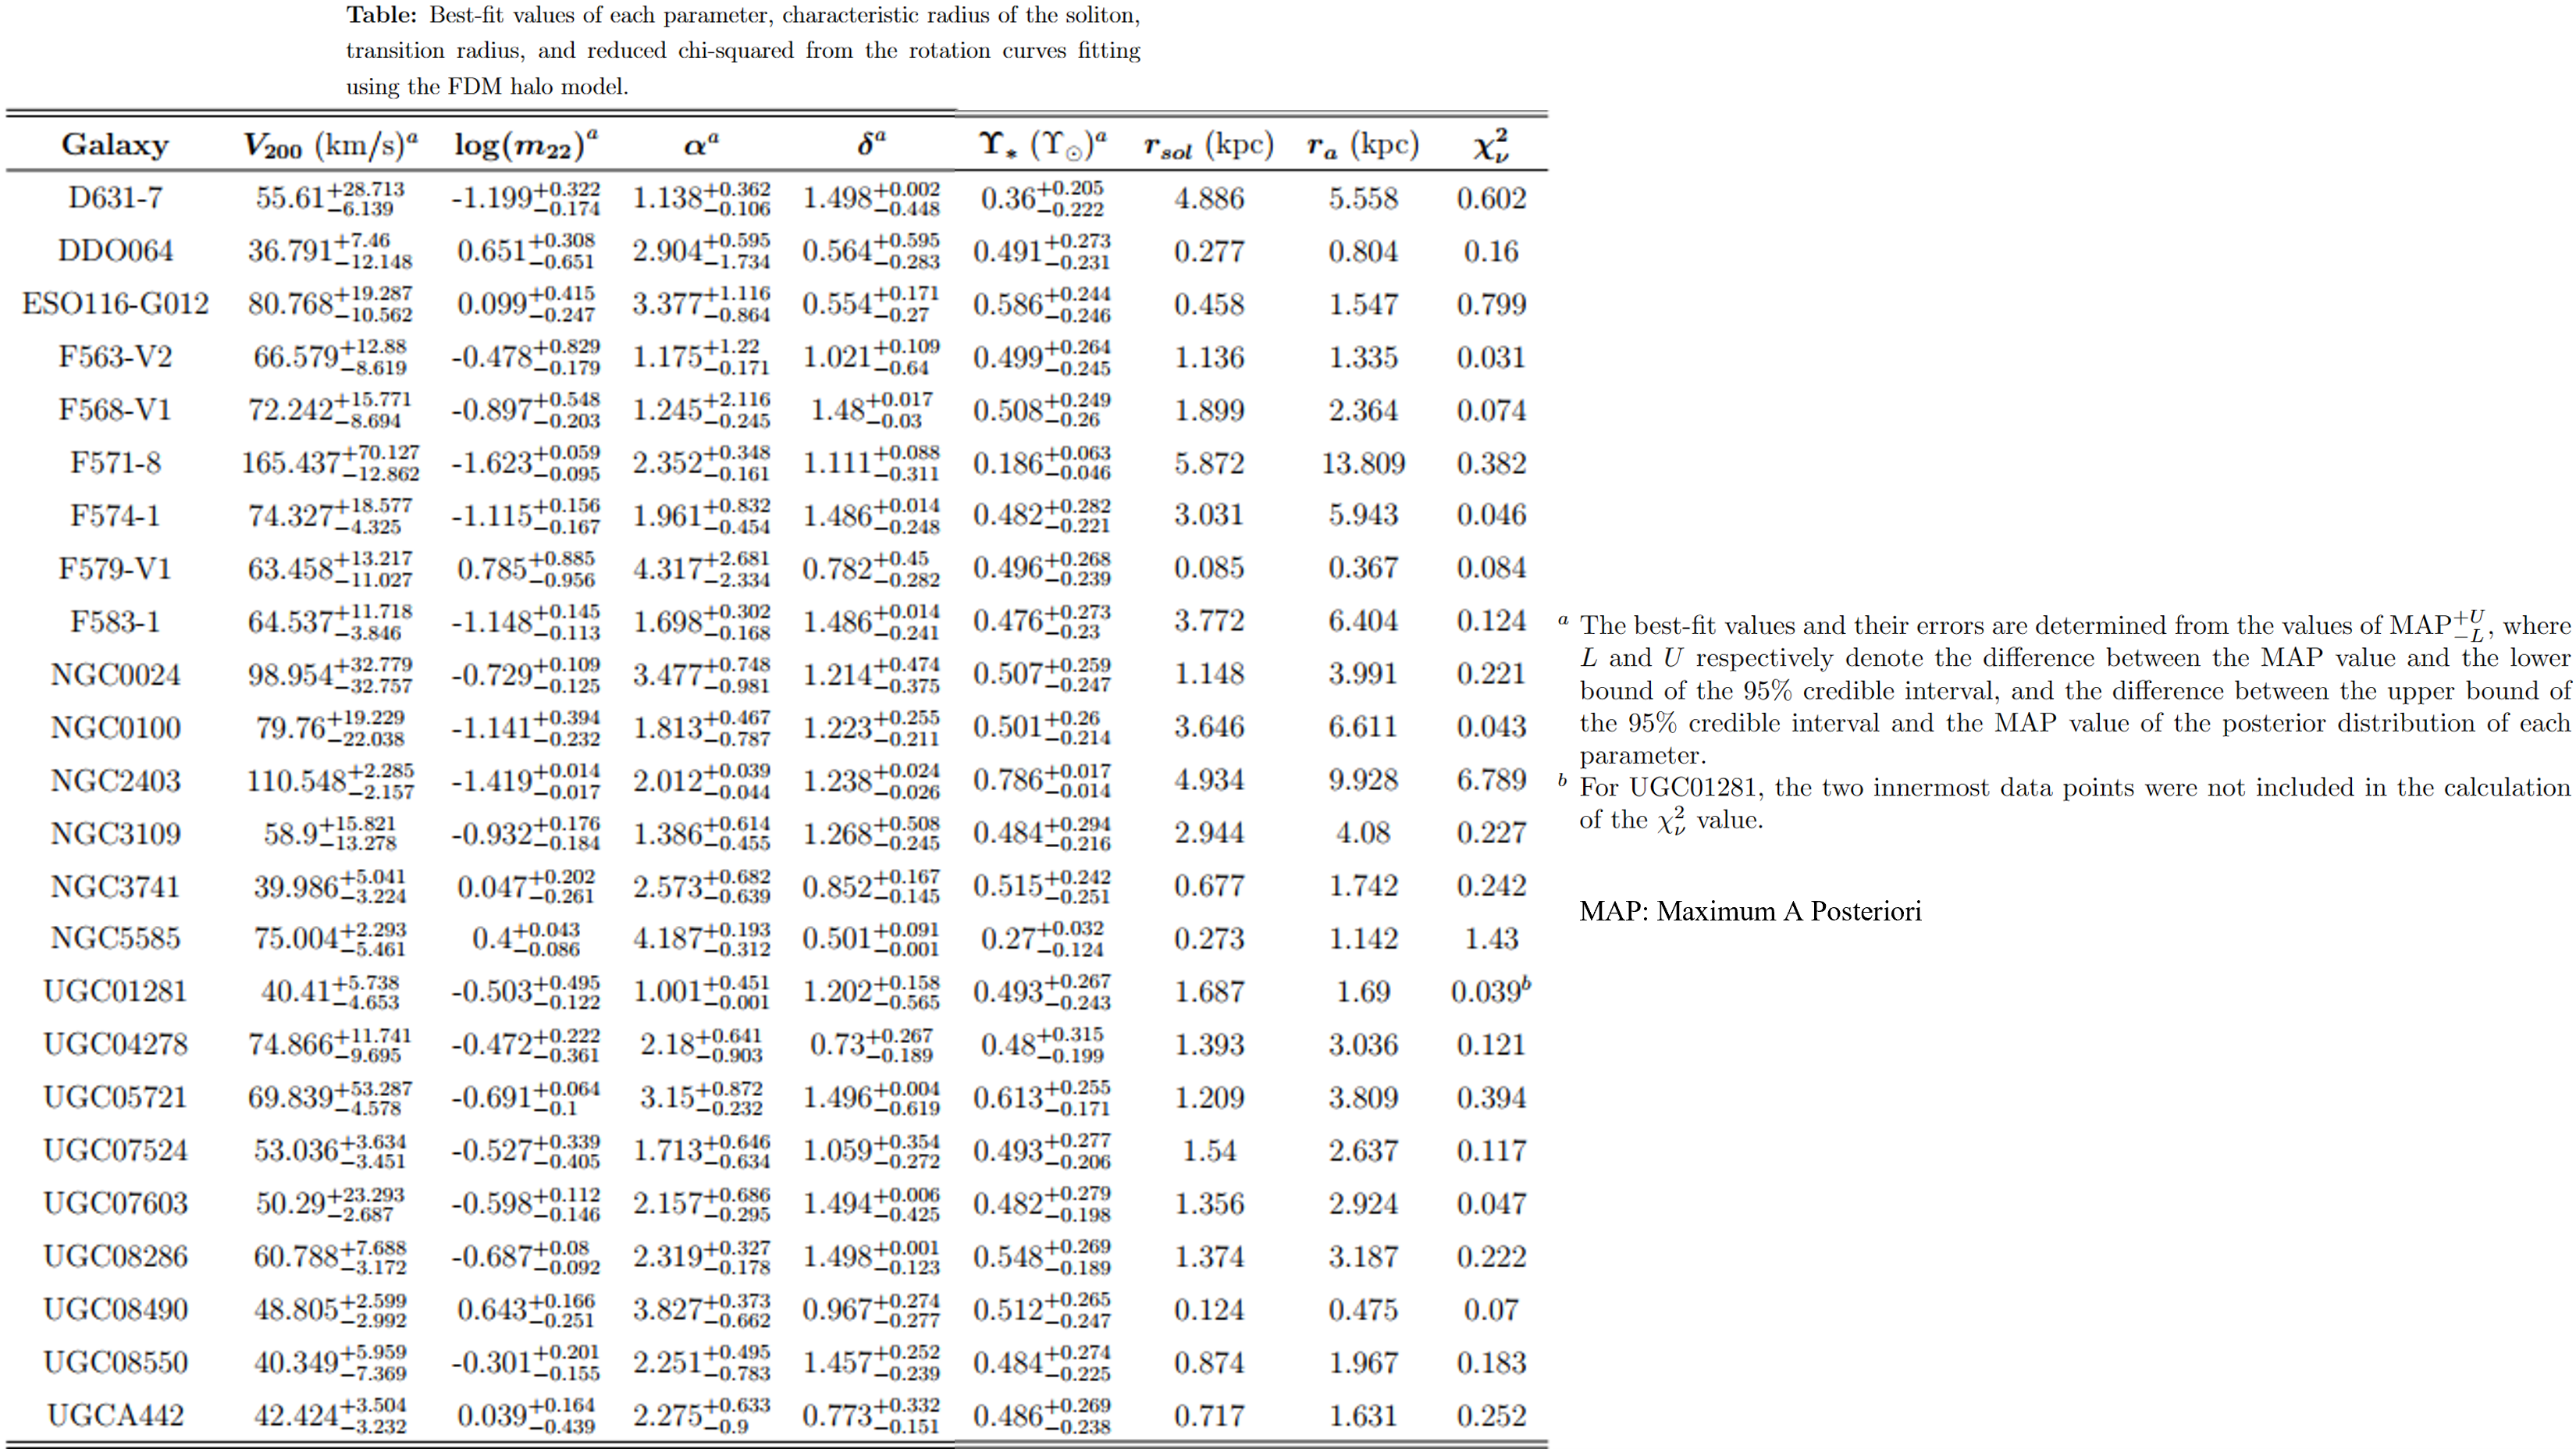 Table: Best-fit values of each parameter, characteristic radius of the soliton,
transition radius, and reduced chi-squared from the rotation curves fitting
using the FDM halo model.
Galaxy V₂₀₀ (km/s)ᵃ log(m₂₂)ᵃ αᵃ δᵃ ϒ⁎ (ϒ☉)ᵃ r_sol (kpc) r_a (kpc) χ²_ν
D631-7 55.61+28.713−6.139 -1.199+0.322−0.174 1.138+0.362−0.106 1.498+0.002−0.448 0.36+0.205−0.222 4.886 5.558 0.602
DDO064 36.791+7.46−12.148 0.651+0.308−0.651 2.904+0.595−1.734 0.564+0.595−0.283 0.491+0.273−0.231 0.277 0.804 0.16
ESO116-G012 80.768+19.287−10.562 0.099+0.415−0.247 3.377+1.116−0.864 0.554+0.171−0.27 0.586+0.244−0.246 0.458 1.547 0.799
F563-V2 66.579+12.88−8.619 -0.478+0.829−0.179 1.175+1.22−0.171 1.021+0.109−0.64 0.499+0.264−0.245 1.136 1.335 0.031
F568-V1 72.242+15.771−8.694 -0.897+0.548−0.203 1.245+2.116−0.245 1.48+0.017−0.03 0.508+0.249−0.26 1.899 2.364 0.074
F571-8 165.437+70.127−12.862 -1.623+0.059−0.095 2.352+0.348−0.161 1.111+0.088−0.311 0.186+0.063−0.046 5.872 13.809 0.382
F574-1 74.327+18.577−4.325 -1.115+0.156−0.167 1.961+0.832−0.454 1.486+0.014−0.248 0.482+0.282−0.221 3.031 5.943 0.046
F579-V1 63.458+13.217−11.027 0.785+0.885−0.956 4.317+2.681−2.334 0.782+0.45−0.282 0.496+0.268−0.239 0.085 0.367 0.084
F583-1 64.537+11.718−3.846 -1.148+0.145−0.113 1.698+0.302−0.168 1.486+0.014−0.241 0.476+0.273−0.23 3.772 6.404 0.124
NGC0024 98.954+32.779−32.757 -0.729+0.109−0.125 3.477+0.748−0.981 1.214+0.474−0.375 0.507+0.259−0.247 1.148 3.991 0.221
NGC0100 79.76+19.229−22.038 -1.141+0.394−0.232 1.813+0.467−0.787 1.223+0.255−0.211 0.501+0.26−0.214 3.646 6.611 0.043
NGC2403 110.548+2.285−2.157 -1.419+0.014−0.017 2.012+0.039−0.044 1.238+0.024−0.026 0.786+0.017−0.014 4.934 9.928 6.789
NGC3109 58.9+15.821−13.278 -0.932+0.176−0.184 1.386+0.614−0.455 1.268+0.508−0.245 0.484+0.294−0.216 2.944 4.08 0.227
NGC3741 39.986+5.041−3.224 0.047+0.202−0.261 2.573+0.682−0.639 0.852+0.167−0.145 0.515+0.242−0.251 0.677 1.742 0.242
NGC5585 75.004+2.293−5.461 0.4+0.043−0.086 4.187+0.193−0.312 0.501+0.091−0.001 0.27+0.032−0.124 0.273 1.142 1.43
UGC01281 40.41+5.738−4.653 -0.503+0.495−0.122 1.001+0.451−0.001 1.202+0.158−0.565 0.493+0.267−0.243 1.687 1.69 0.039ᵇ
UGC04278 74.866+11.741−9.695 -0.472+0.222−0.361 2.18+0.641−0.903 0.73+0.267−0.189 0.48+0.315−0.199 1.393 3.036 0.121
UGC05721 69.839+53.287−4.578 -0.691+0.064−0.1 3.15+0.872−0.232 1.496+0.004−0.619 0.613+0.255−0.171 1.209 3.809 0.394
UGC07524 53.036+3.634−3.451 -0.527+0.339−0.405 1.713+0.646−0.634 1.059+0.354−0.272 0.493+0.277−0.206 1.54 2.637 0.117
UGC07603 50.29+23.293−2.687 -0.598+0.112−0.146 2.157+0.686−0.295 1.494+0.006−0.425 0.482+0.279−0.198 1.356 2.924 0.047
UGC08286 60.788+7.688−3.172 -0.687+0.08−0.092 2.319+0.327−0.178 1.498+0.001−0.123 0.548+0.269−0.189 1.374 3.187 0.222
UGC08490 48.805+2.599−2.992 0.643+0.166−0.251 3.827+0.373−0.662 0.967+0.274−0.277 0.512+0.265−0.247 0.124 0.475 0.07
UGC08550 40.349+5.959−7.369 -0.301+0.201−0.155 2.251+0.495−0.783 1.457+0.252−0.239 0.484+0.274−0.225 0.874 1.967 0.183
UGCA442 42.424+3.504−3.232 0.039+0.164−0.439 2.275+0.633−0.9 0.773+0.332−0.151 0.486+0.269−0.238 0.717 1.631 0.252
ᵃ The best-fit values and their errors are determined from the values of MAP+U−L, where
L and U respectively denote the difference between the MAP value and the lower
bound of the 95% credible interval, and the difference between the upper bound of
the 95% credible interval and the MAP value of the posterior distribution of each
parameter.
ᵇ For UGC01281, the two innermost data points were not included in the calculation
of the χ²_ν value.
MAP: Maximum A Posteriori